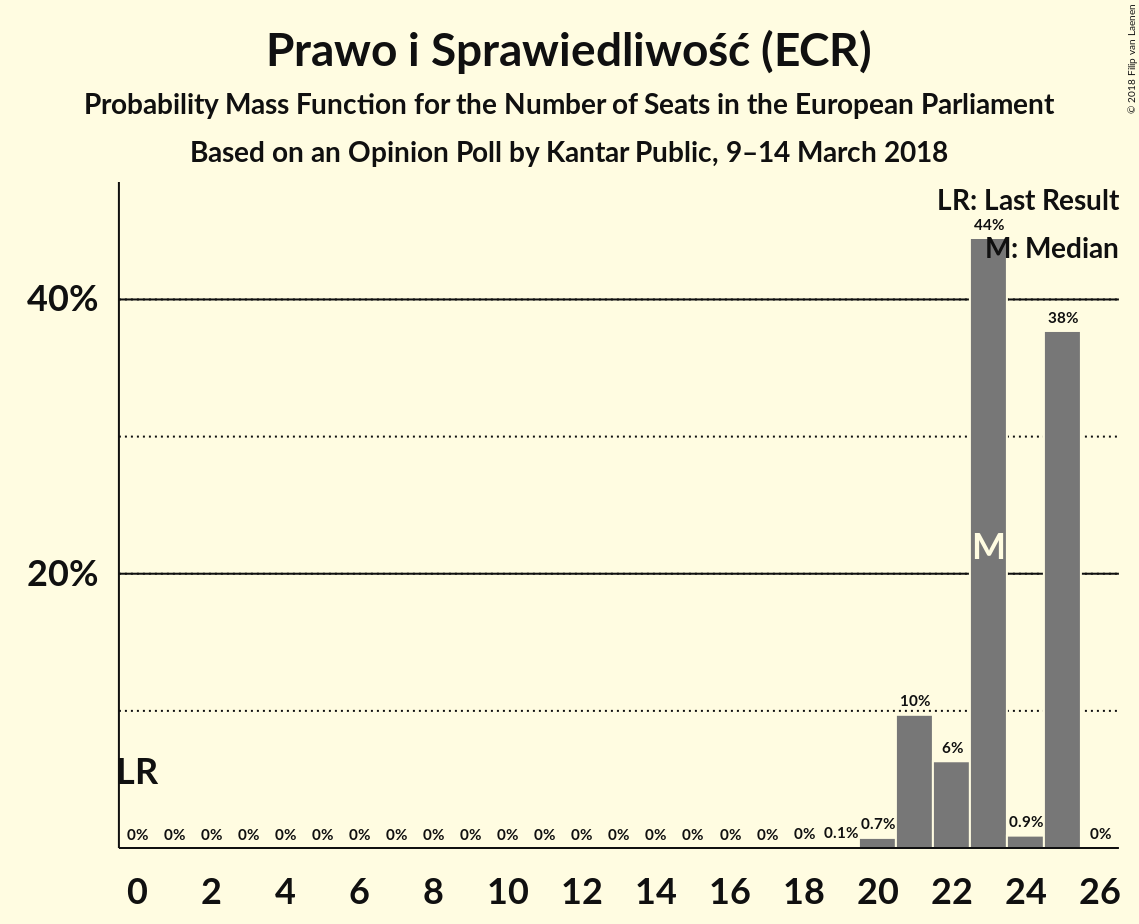 Prawo i Sprawiedliwość (ECR)
Probability Mass Function for the Number of Seats in the European Parliament
Based on an Opinion Poll by Kantar Public, 9–14 March 2018
© 2018 Filip van Laenen
LR: Last Result
M: Median
44%
40%
38%
M
20%
10%
6%
LR
0% 0% 0% 0% 0% 0% 0% 0% 0% 0% 0% 0% 0% 0% 0% 0% 0% 0% 0% 0.1% 0.7% 0.9% 0%
0 2 4 6 8 10 12 14 16 18 20 22 24 26